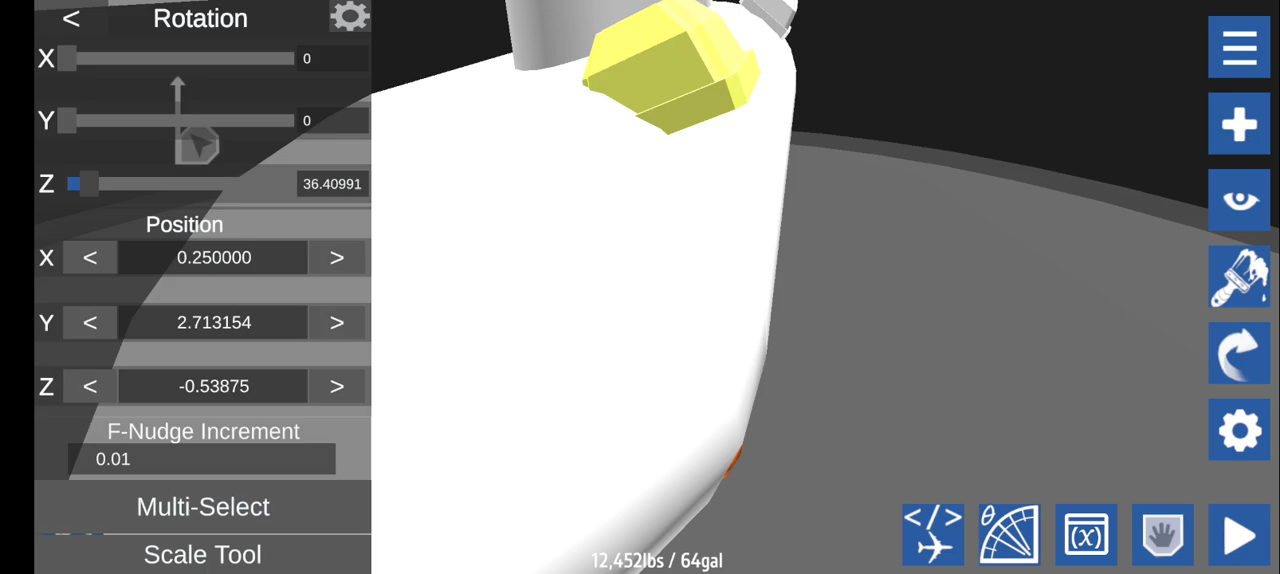 < Rotation
X 0
Y 0
Z 36.40991
Position
X < 0.250000 >
Y < 2.713154 >
Z < -0.53875 >
F-Nudge Increment
0.01
Multi-Select
Scale Tool
</> θ (x)
12,452lbs / 64gal